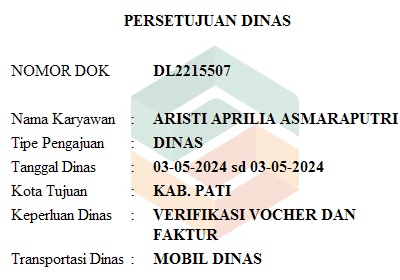 PERSETUJUAN DINAS
NOMOR DOK DL2215507
Nama Karyawan : ARISTI APRILIA ASMARAPUTRI
Tipe Pengajuan : DINAS
Tanggal Dinas : 03-05-2024 sd 03-05-2024
Kota Tujuan : KAB. PATI
Keperluan Dinas : VERIFIKASI VOCHER DAN
FAKTUR
Transportasi Dinas : MOBIL DINAS